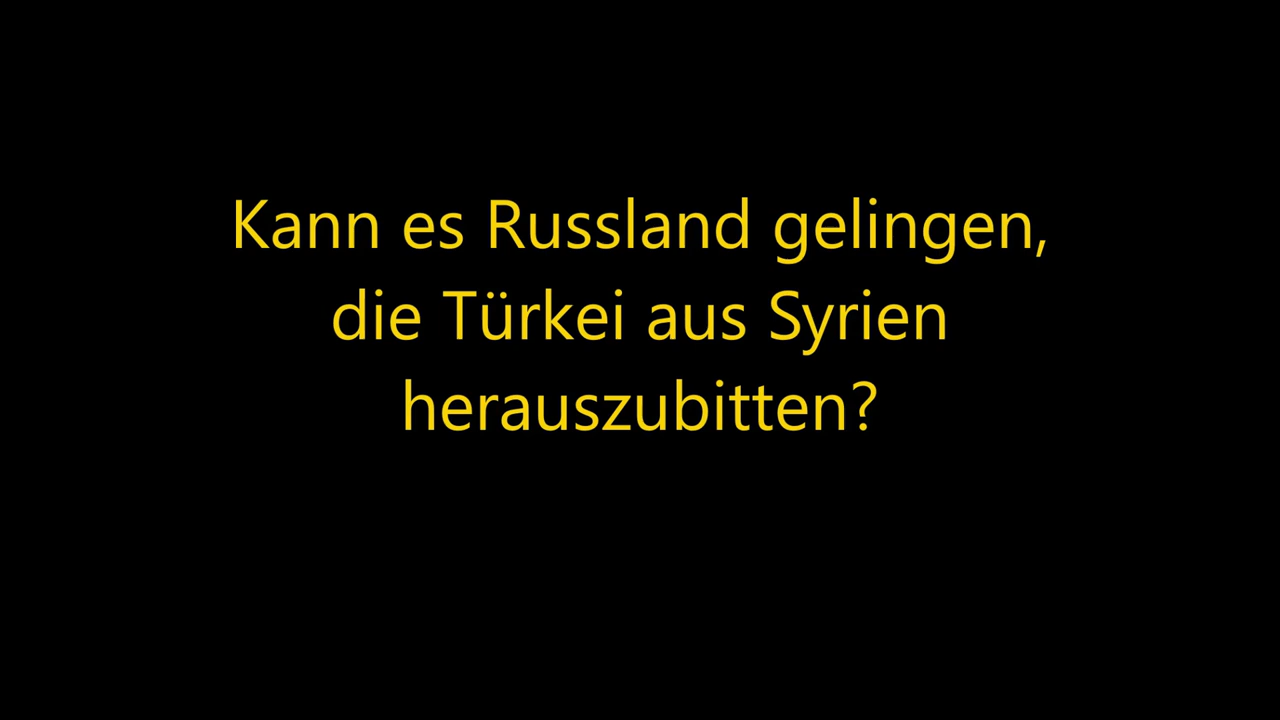 Kann es Russland gelingen,
die Türkei aus Syrien
herauszubitten?